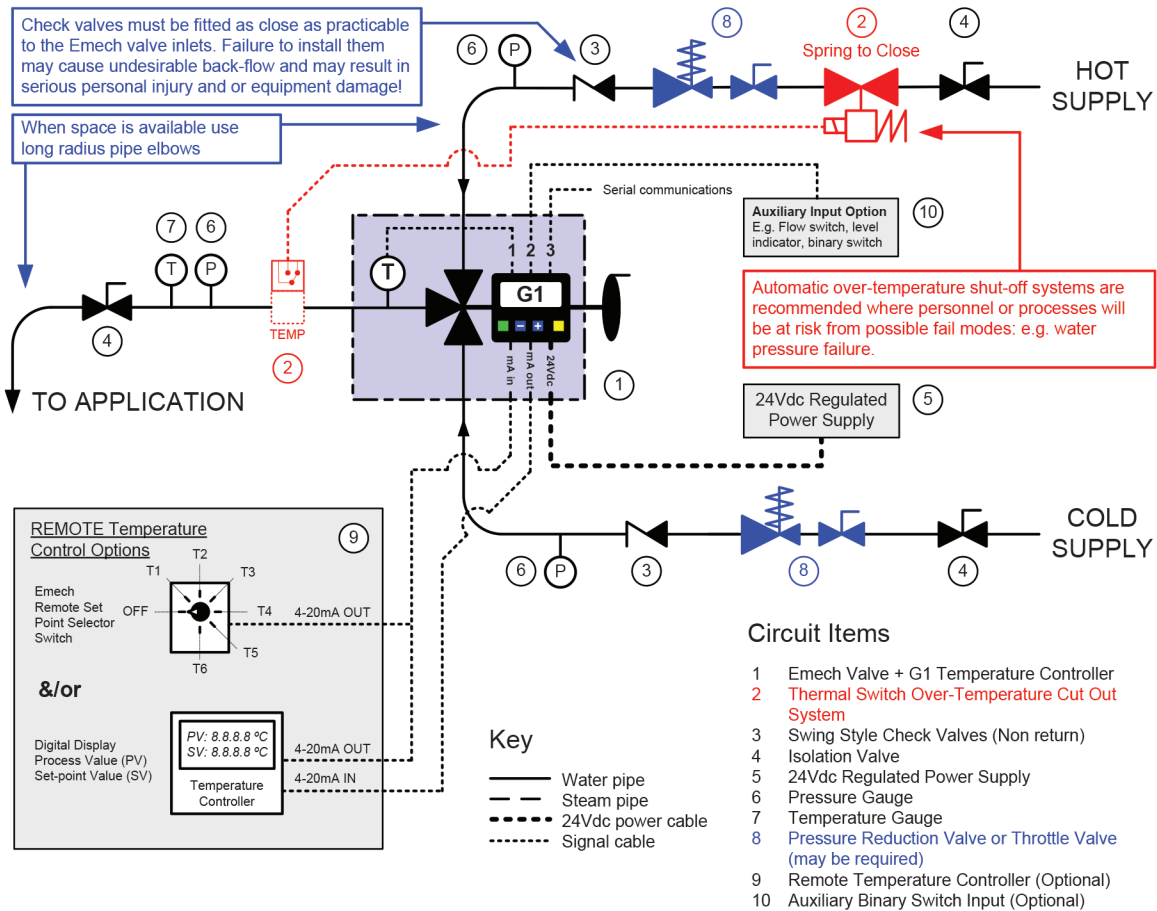 Check valves must be fitted as close as practicable
to the Emech valve inlets. Failure to install them
may cause undesirable back-flow and may result in
serious personal injury and or equipment damage!
When space is available use
long radius pipe elbows
6
P
3
8
2
Spring to Close
4
HOT
SUPPLY
Serial communications
Auxiliary Input Option
E.g. Flow switch, level
indicator, binary switch
10
7
6
T
P
T
1
2
3
G1
mA in
mA out
24Vdc
1
4
TEMP
2
TO APPLICATION
Automatic over-temperature shut-off systems are
recommended where personnel or processes will
be at risk from possible fail modes: e.g. water
pressure failure.
24Vdc Regulated
Power Supply
5
6
P
3
8
4
COLD
SUPPLY
REMOTE Temperature
Control Options
9
Emech
Remote Set
Point Selector
Switch
OFF
T1
T2
T3
T4
T5
T6
4-20mA OUT
&/or
Digital Display
Process Value (PV)
Set-point Value (SV)
PV: 8.8.8.8 ºC
SV: 8.8.8.8 ºC
Temperature
Controller
4-20mA OUT
4-20mA IN
Key
Water pipe
Steam pipe
24Vdc power cable
Signal cable
Circuit Items
1 Emech Valve + G1 Temperature Controller
2 Thermal Switch Over-Temperature Cut Out
System
3 Swing Style Check Valves (Non return)
4 Isolation Valve
5 24Vdc Regulated Power Supply
6 Pressure Gauge
7 Temperature Gauge
8 Pressure Reduction Valve or Throttle Valve
(may be required)
9 Remote Temperature Controller (Optional)
10 Auxiliary Binary Switch Input (Optional)